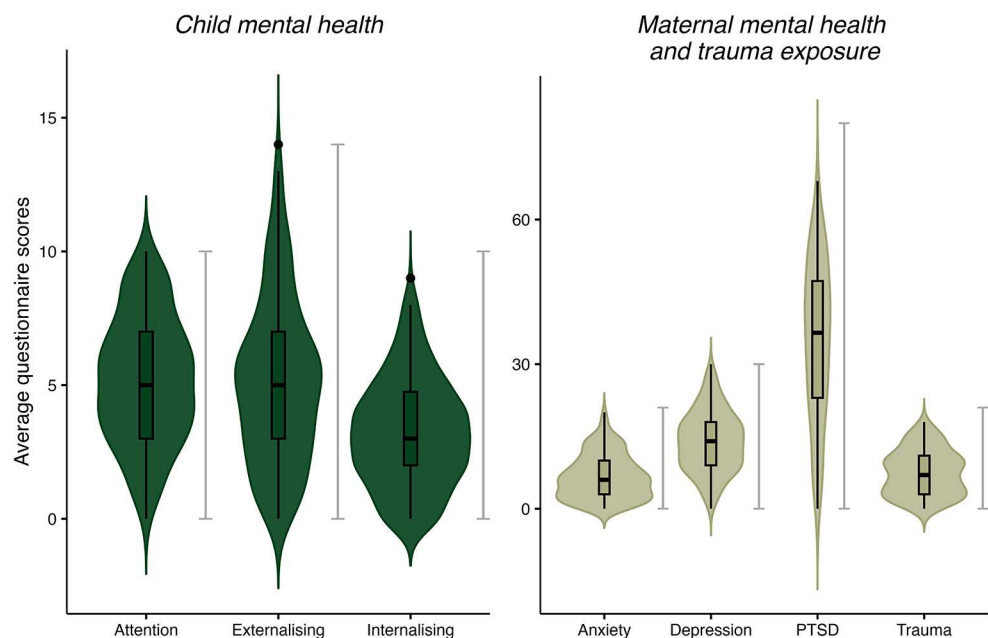 Child mental health
Maternal mental health
and trauma exposure
Average questionnaire scores
15
10
5
0
60
30
0
Attention
Externalising
Internalising
Anxiety
Depression
PTSD
Trauma